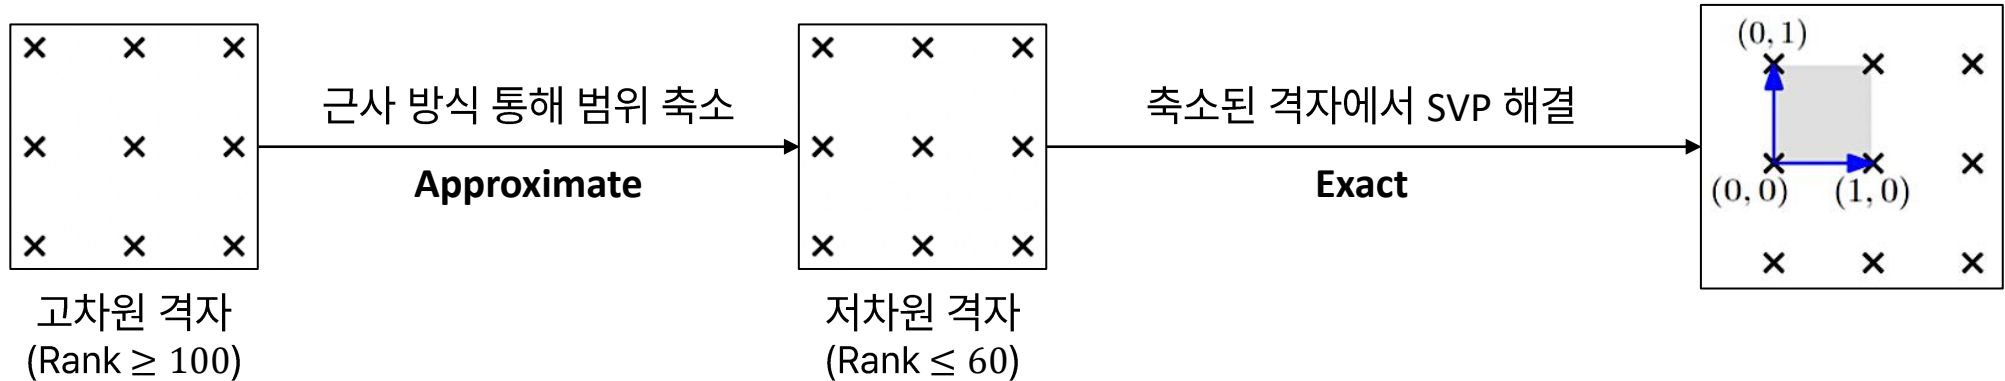 근사 방식 통해 범위 축소
Approximate
축소된 격자에서 SVP 해결
Exact
(0, 1)
(0, 0)
(1, 0)
고차원 격자
(Rank ≥ 100)
저차원 격자
(Rank ≤ 60)